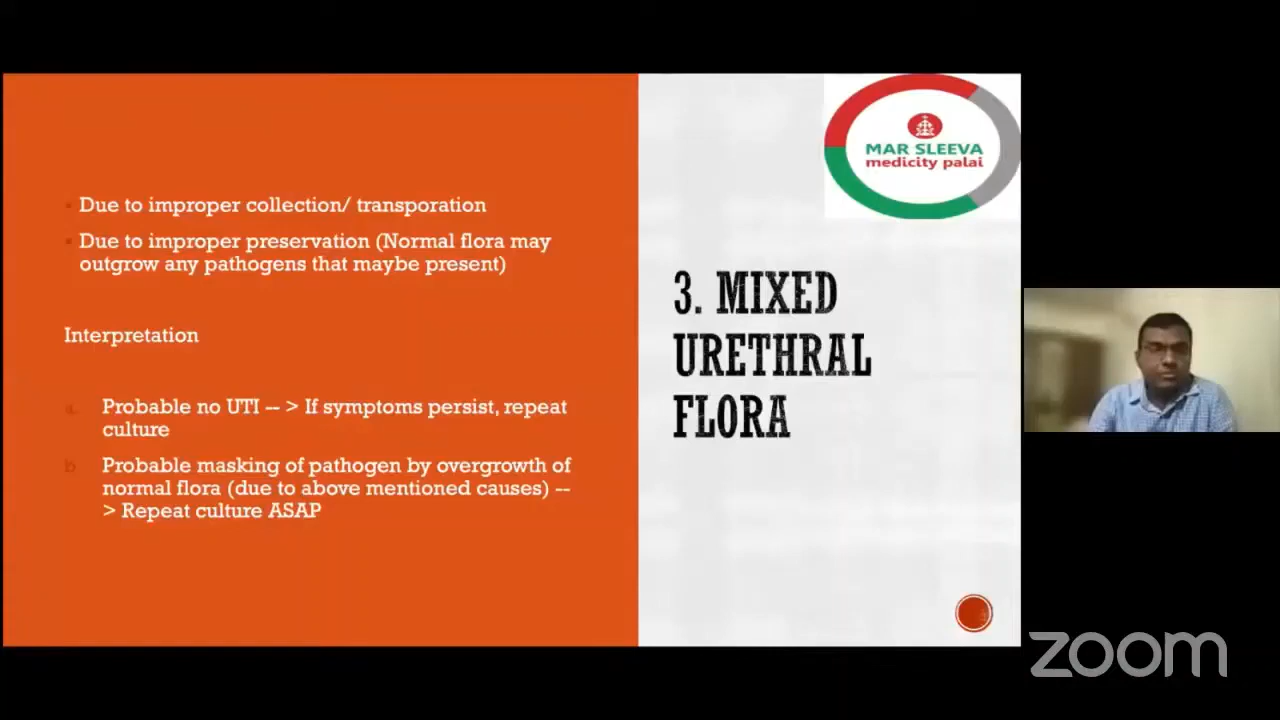 Due to improper collection/ transporation
Due to improper preservation (Normal flora may
outgrow any pathogens that maybe present)
Interpretation
a. Probable no UTI -- > If symptoms persist, repeat
culture
b. Probable masking of pathogen by overgrowth of
normal flora (due to above mentioned causes) --
> Repeat culture ASAP
MAR SLEEVA
medicity palai
3. MIXED
URETHRAL
FLORA
zoom